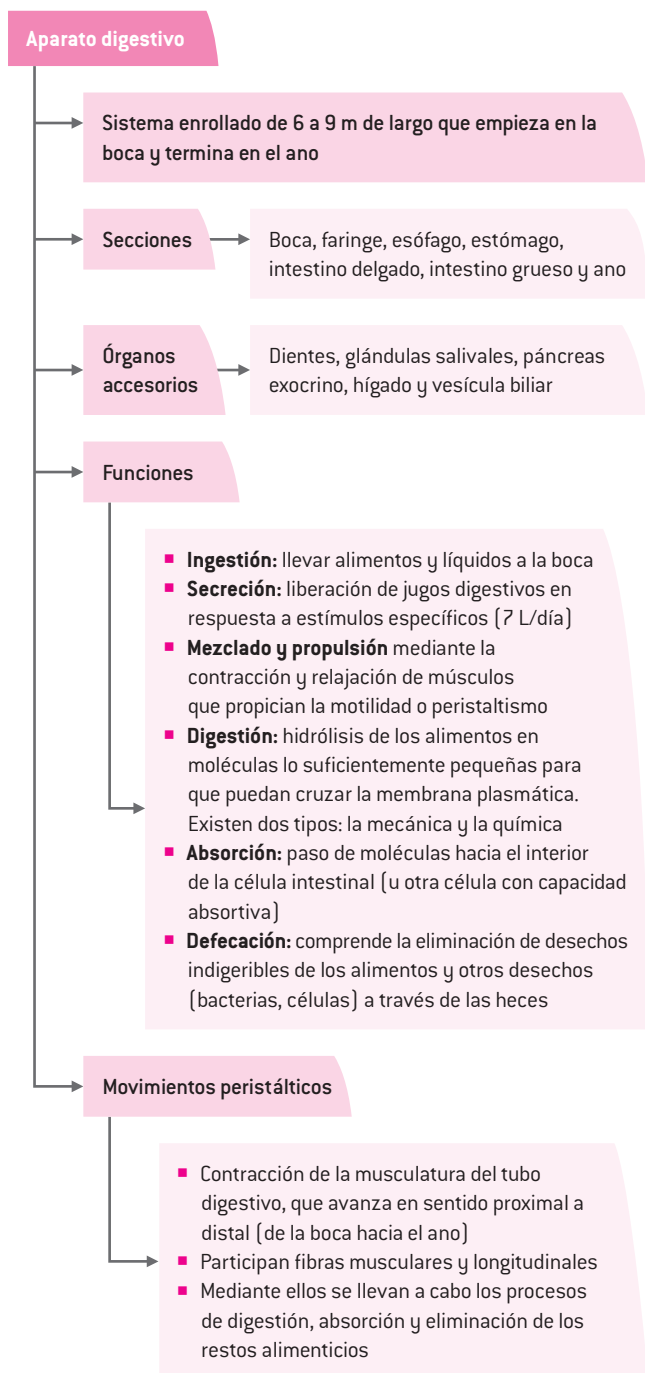 Aparato digestivo
Sistema enrollado de 6 a 9 m de largo que empieza en la
boca y termina en el ano
Secciones
Boca, faringe, esófago, estómago,
intestino delgado, intestino grueso y ano
Órganos
accesorios
Dientes, glándulas salivales, páncreas
exocrino, hígado y vesícula biliar
Funciones
▪ Ingestión: llevar alimentos y líquidos a la boca
▪ Secreción: liberación de jugos digestivos en
respuesta a estímulos específicos (7 L/día)
▪ Mezclado y propulsión mediante la
contracción y relajación de músculos
que propician la motilidad o peristaltismo
▪ Digestión: hidrólisis de los alimentos en
moléculas lo suficientemente pequeñas para
que puedan cruzar la membrana plasmática.
Existen dos tipos: la mecánica y la química
▪ Absorción: paso de moléculas hacia el interior
de la célula intestinal (u otra célula con capacidad
absortiva)
▪ Defecación: comprende la eliminación de desechos
indigeribles de los alimentos y otros desechos
(bacterias, células) a través de las heces
Movimientos peristálticos
▪ Contracción de la musculatura del tubo
digestivo, que avanza en sentido proximal a
distal (de la boca hacia el ano)
▪ Participan fibras musculares y longitudinales
▪ Mediante ellos se llevan a cabo los procesos
de digestión, absorción y eliminación de los
restos alimenticios